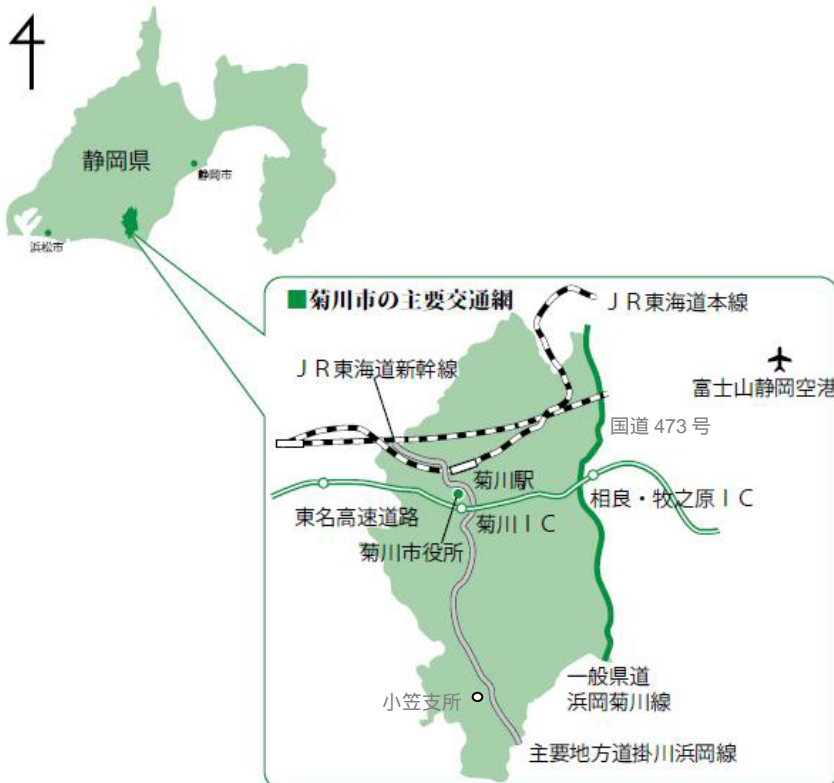 静岡県
静岡市
浜松市
■菊川市の主要交通網
ＪＲ東海道本線
ＪＲ東海道新幹線
富士山静岡空港
国道 473 号
菊川駅
相良・牧之原ＩＣ
東名高速道路
菊川ＩＣ
菊川市役所
一般県道
浜岡菊川線
小笠支所
主要地方道掛川浜岡線